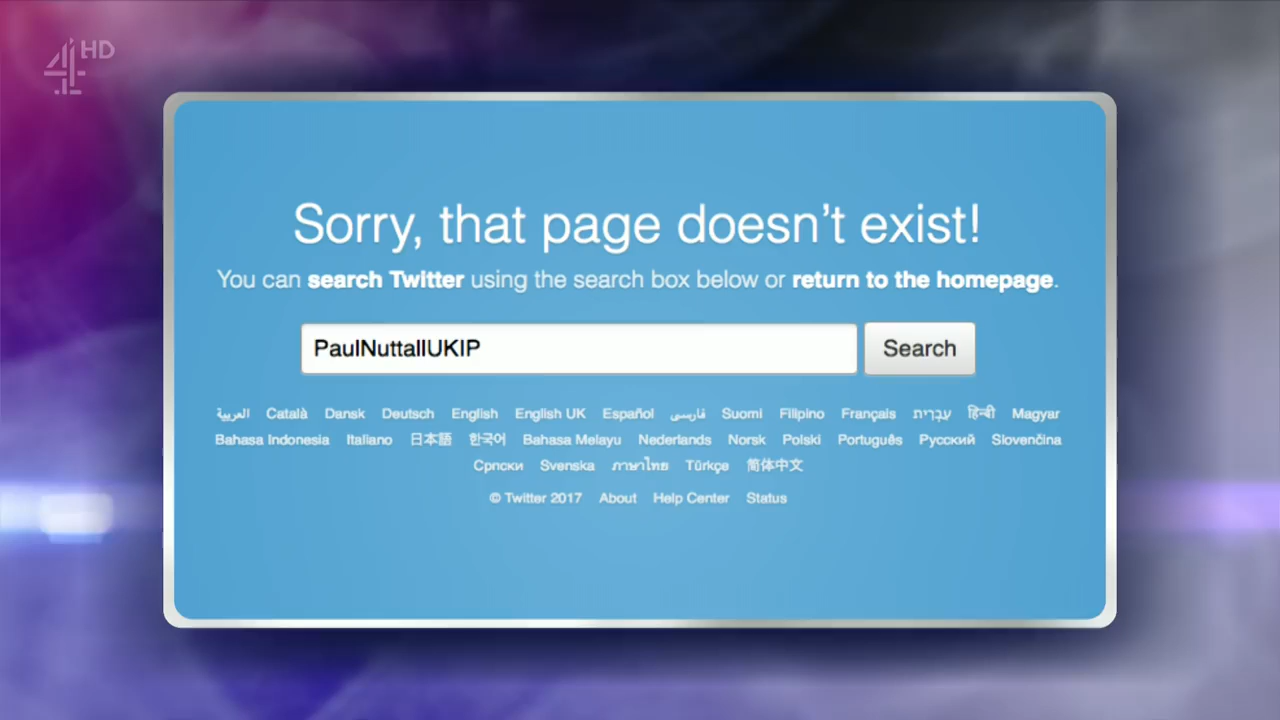 4 HD
Sorry, that page doesn't exist!
You can search Twitter using the search box below or return to the homepage.
PaulNuttallUKIP
Search
العربية Català Dansk Deutsch English English UK Español فارسی Suomi Filipino Français עִבְרִית हिन्दी Magyar
Bahasa Indonesia Italiano 日本語 한국어 Bahasa Melayu Nederlands Norsk Polski Português Русский Slovenčina
Српски Svenska ภาษาไทย Türkçe 简体中文
© Twitter 2017 About Help Center Status